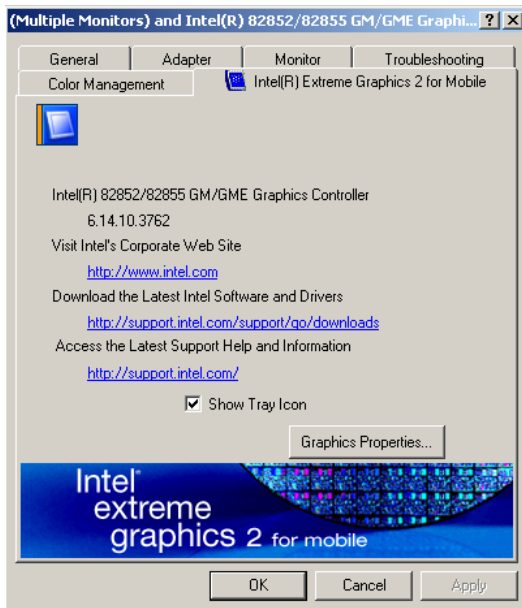 (Multiple Monitors) and Intel(R) 82852/82855 GM/GME Graphi...
General Adapter Monitor Troubleshooting
Color Management Intel(R) Extreme Graphics 2 for Mobile
Intel(R) 82852/82855 GM/GME Graphics Controller
6.14.10.3762
Visit Intel's Corporate Web Site
http://www.intel.com
Download the Latest Intel Software and Drivers
http://support.intel.com/support/go/downloads
Access the Latest Support Help and Information
http://support.intel.com/
Show Tray Icon
Graphics Properties...
Intel
extreme
graphics 2 for mobile
OK Cancel Apply